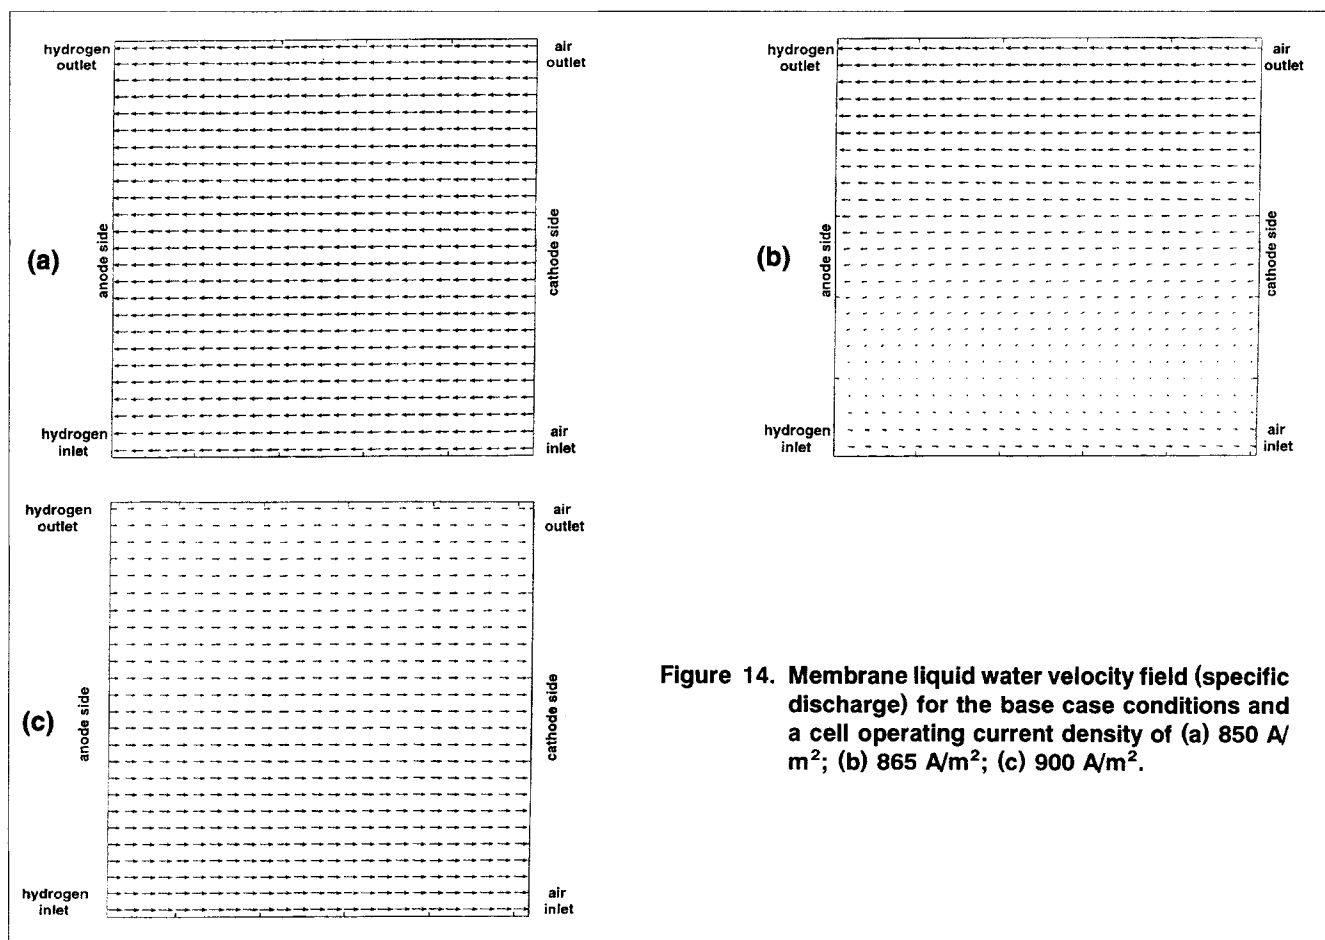 hydrogen
outlet
air
outlet
(a)
anode side
cathode side
hydrogen
inlet
air
inlet
hydrogen
outlet
air
outlet
(b)
anode side
cathode side
hydrogen
inlet
air
inlet
hydrogen
outlet
air
outlet
(c)
anode side
cathode side
hydrogen
inlet
air
inlet
Figure 14. Membrane liquid water velocity field (specific
discharge) for the base case conditions and
a cell operating current density of (a) 850 A/
m²; (b) 865 A/m²; (c) 900 A/m².